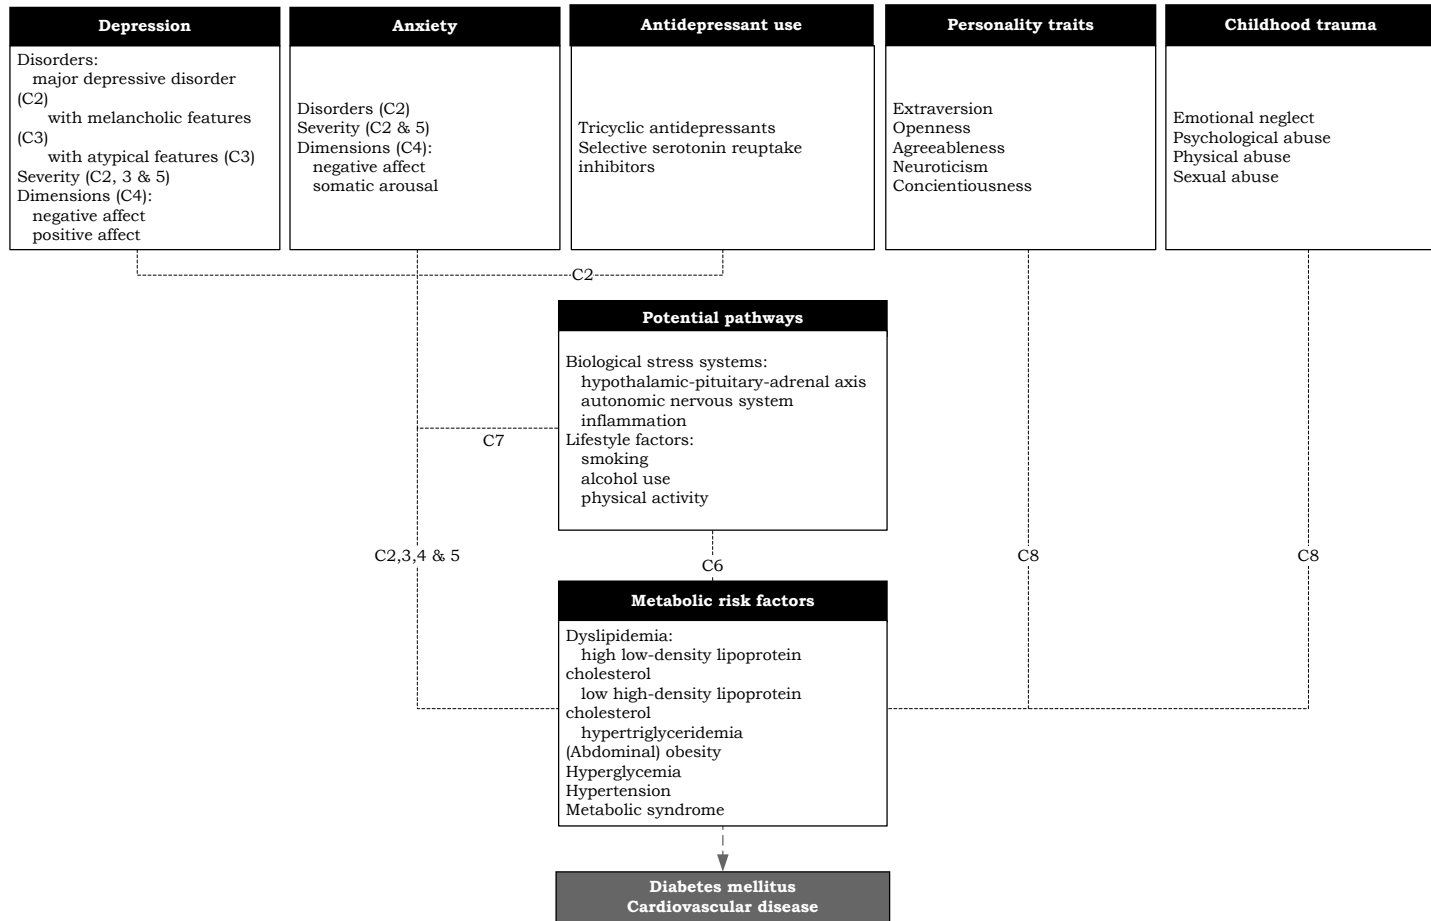 Depression
Disorders:
major depressive disorder
(C2)
with melancholic features
(C3)
with atypical features (C3)
Severity (C2, 3 & 5)
Dimensions (C4):
negative affect
positive affect
Anxiety
Disorders (C2)
Severity (C2 & 5)
Dimensions (C4):
negative affect
somatic arousal
Antidepressant use
Tricyclic antidepressants
Selective serotonin reuptake
inhibitors
Personality traits
Extraversion
Openness
Agreeableness
Neuroticism
Concientiousness
Childhood trauma
Emotional neglect
Psychological abuse
Physical abuse
Sexual abuse
C2
Potential pathways
Biological stress systems:
hypothalamic-pituitary-adrenal axis
autonomic nervous system
inflammation
Lifestyle factors:
smoking
alcohol use
physical activity
C7
C2,3,4 & 5
C6
C8
C8
Metabolic risk factors
Dyslipidemia:
high low-density lipoprotein
cholesterol
low high-density lipoprotein
cholesterol
hypertriglyceridemia
(Abdominal) obesity
Hyperglycemia
Hypertension
Metabolic syndrome
Diabetes mellitus
Cardiovascular disease